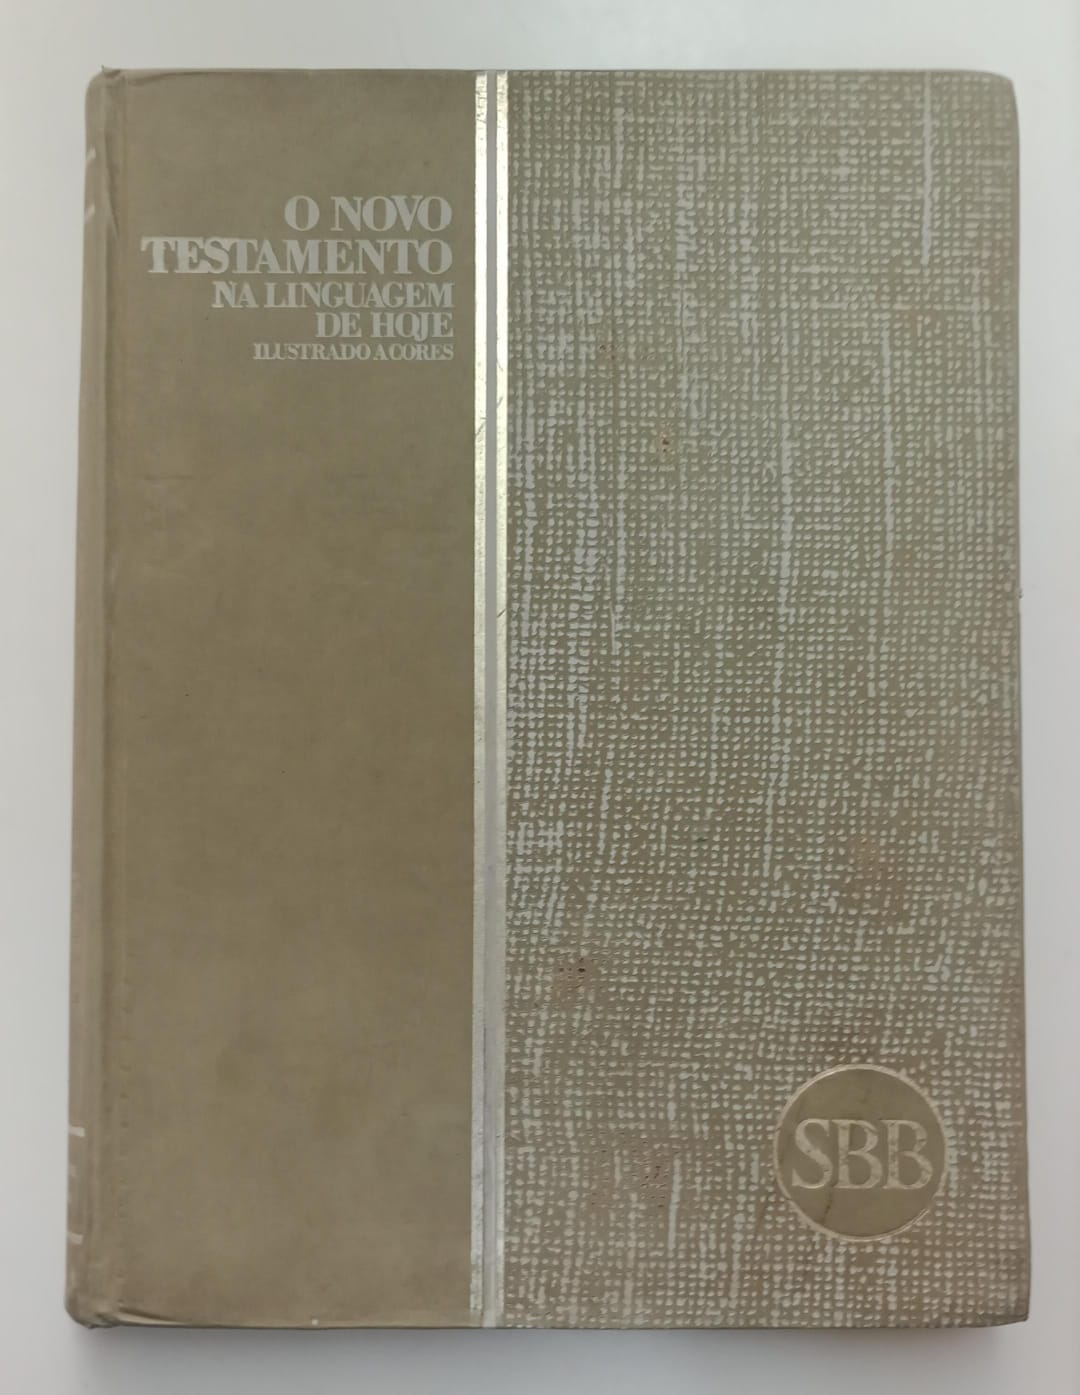 O NOVO
TESTAMENTO
NA LINGUAGEM
DE HOJE
ILUSTRADO A CORES
SBB